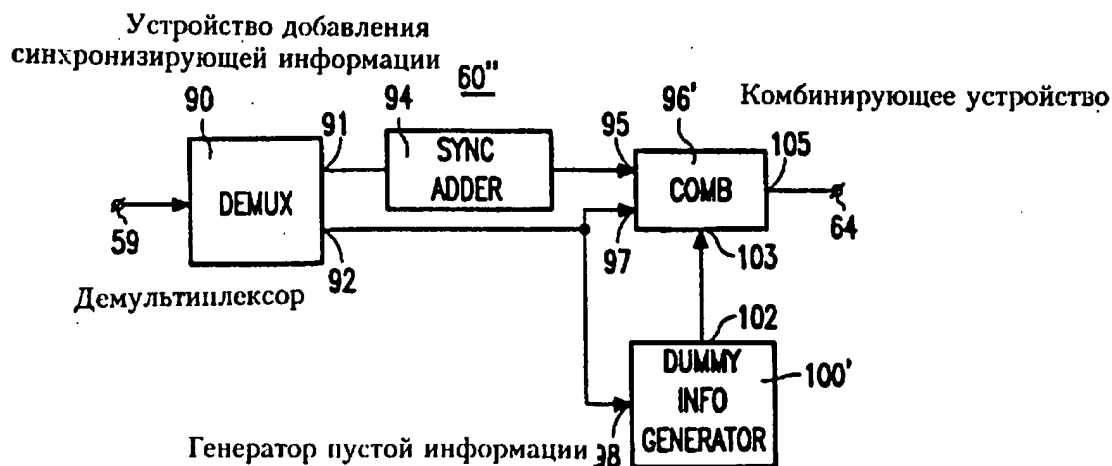 Устройство добавления
синхронизирующей информации
60"
Комбинирующее устройство
90
91
94
95
96'
105
DEMUX
SYNC
ADDER
COMB
59
92
97
103
64
Демультиплексор
102
DUMMY
INFO
GENERATOR
100'
Генератор пустой информации
98